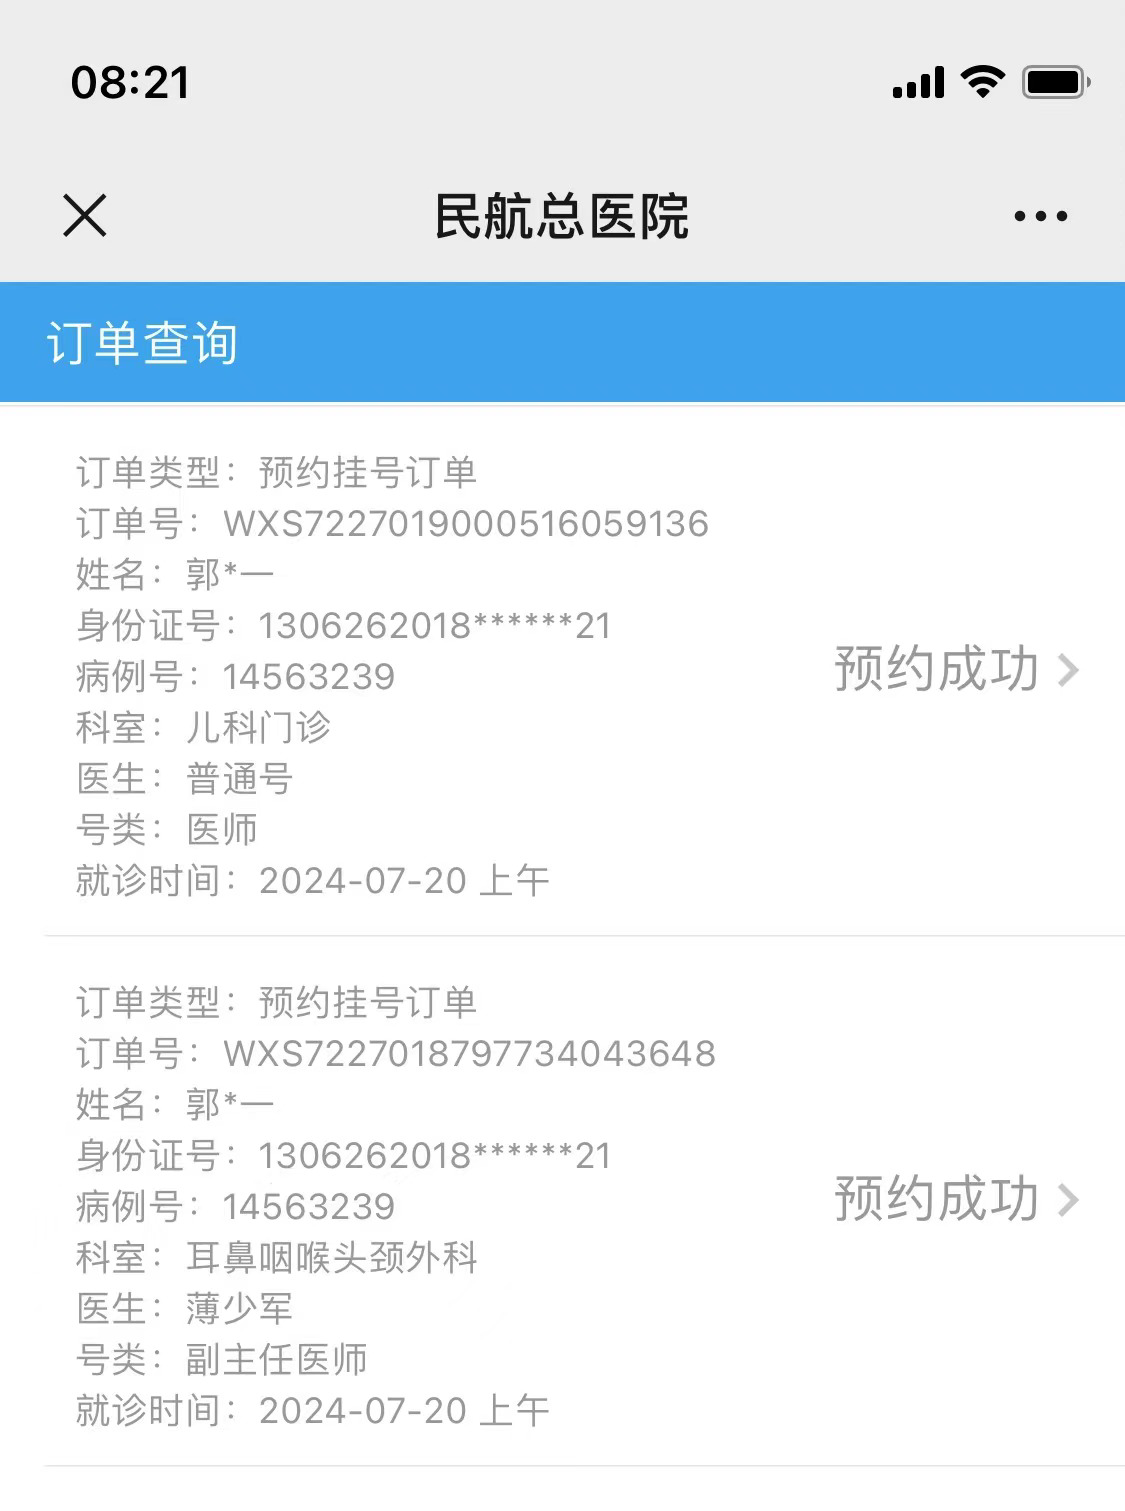 08:21
民航总医院
订单查询
订单类型：预约挂号订单
订单号：WXS7227019000516059136
姓名：郭*一
身份证号：1306262018******21
病例号：14563239
科室：儿科门诊
医生：普通号
号类：医师
就诊时间：2024-07-20 上午
预约成功
订单类型：预约挂号订单
订单号：WXS7227018797734043648
姓名：郭*一
身份证号：1306262018******21
病例号：14563239
科室：耳鼻咽喉头颈外科
医生：薄少军
号类：副主任医师
就诊时间：2024-07-20 上午
预约成功